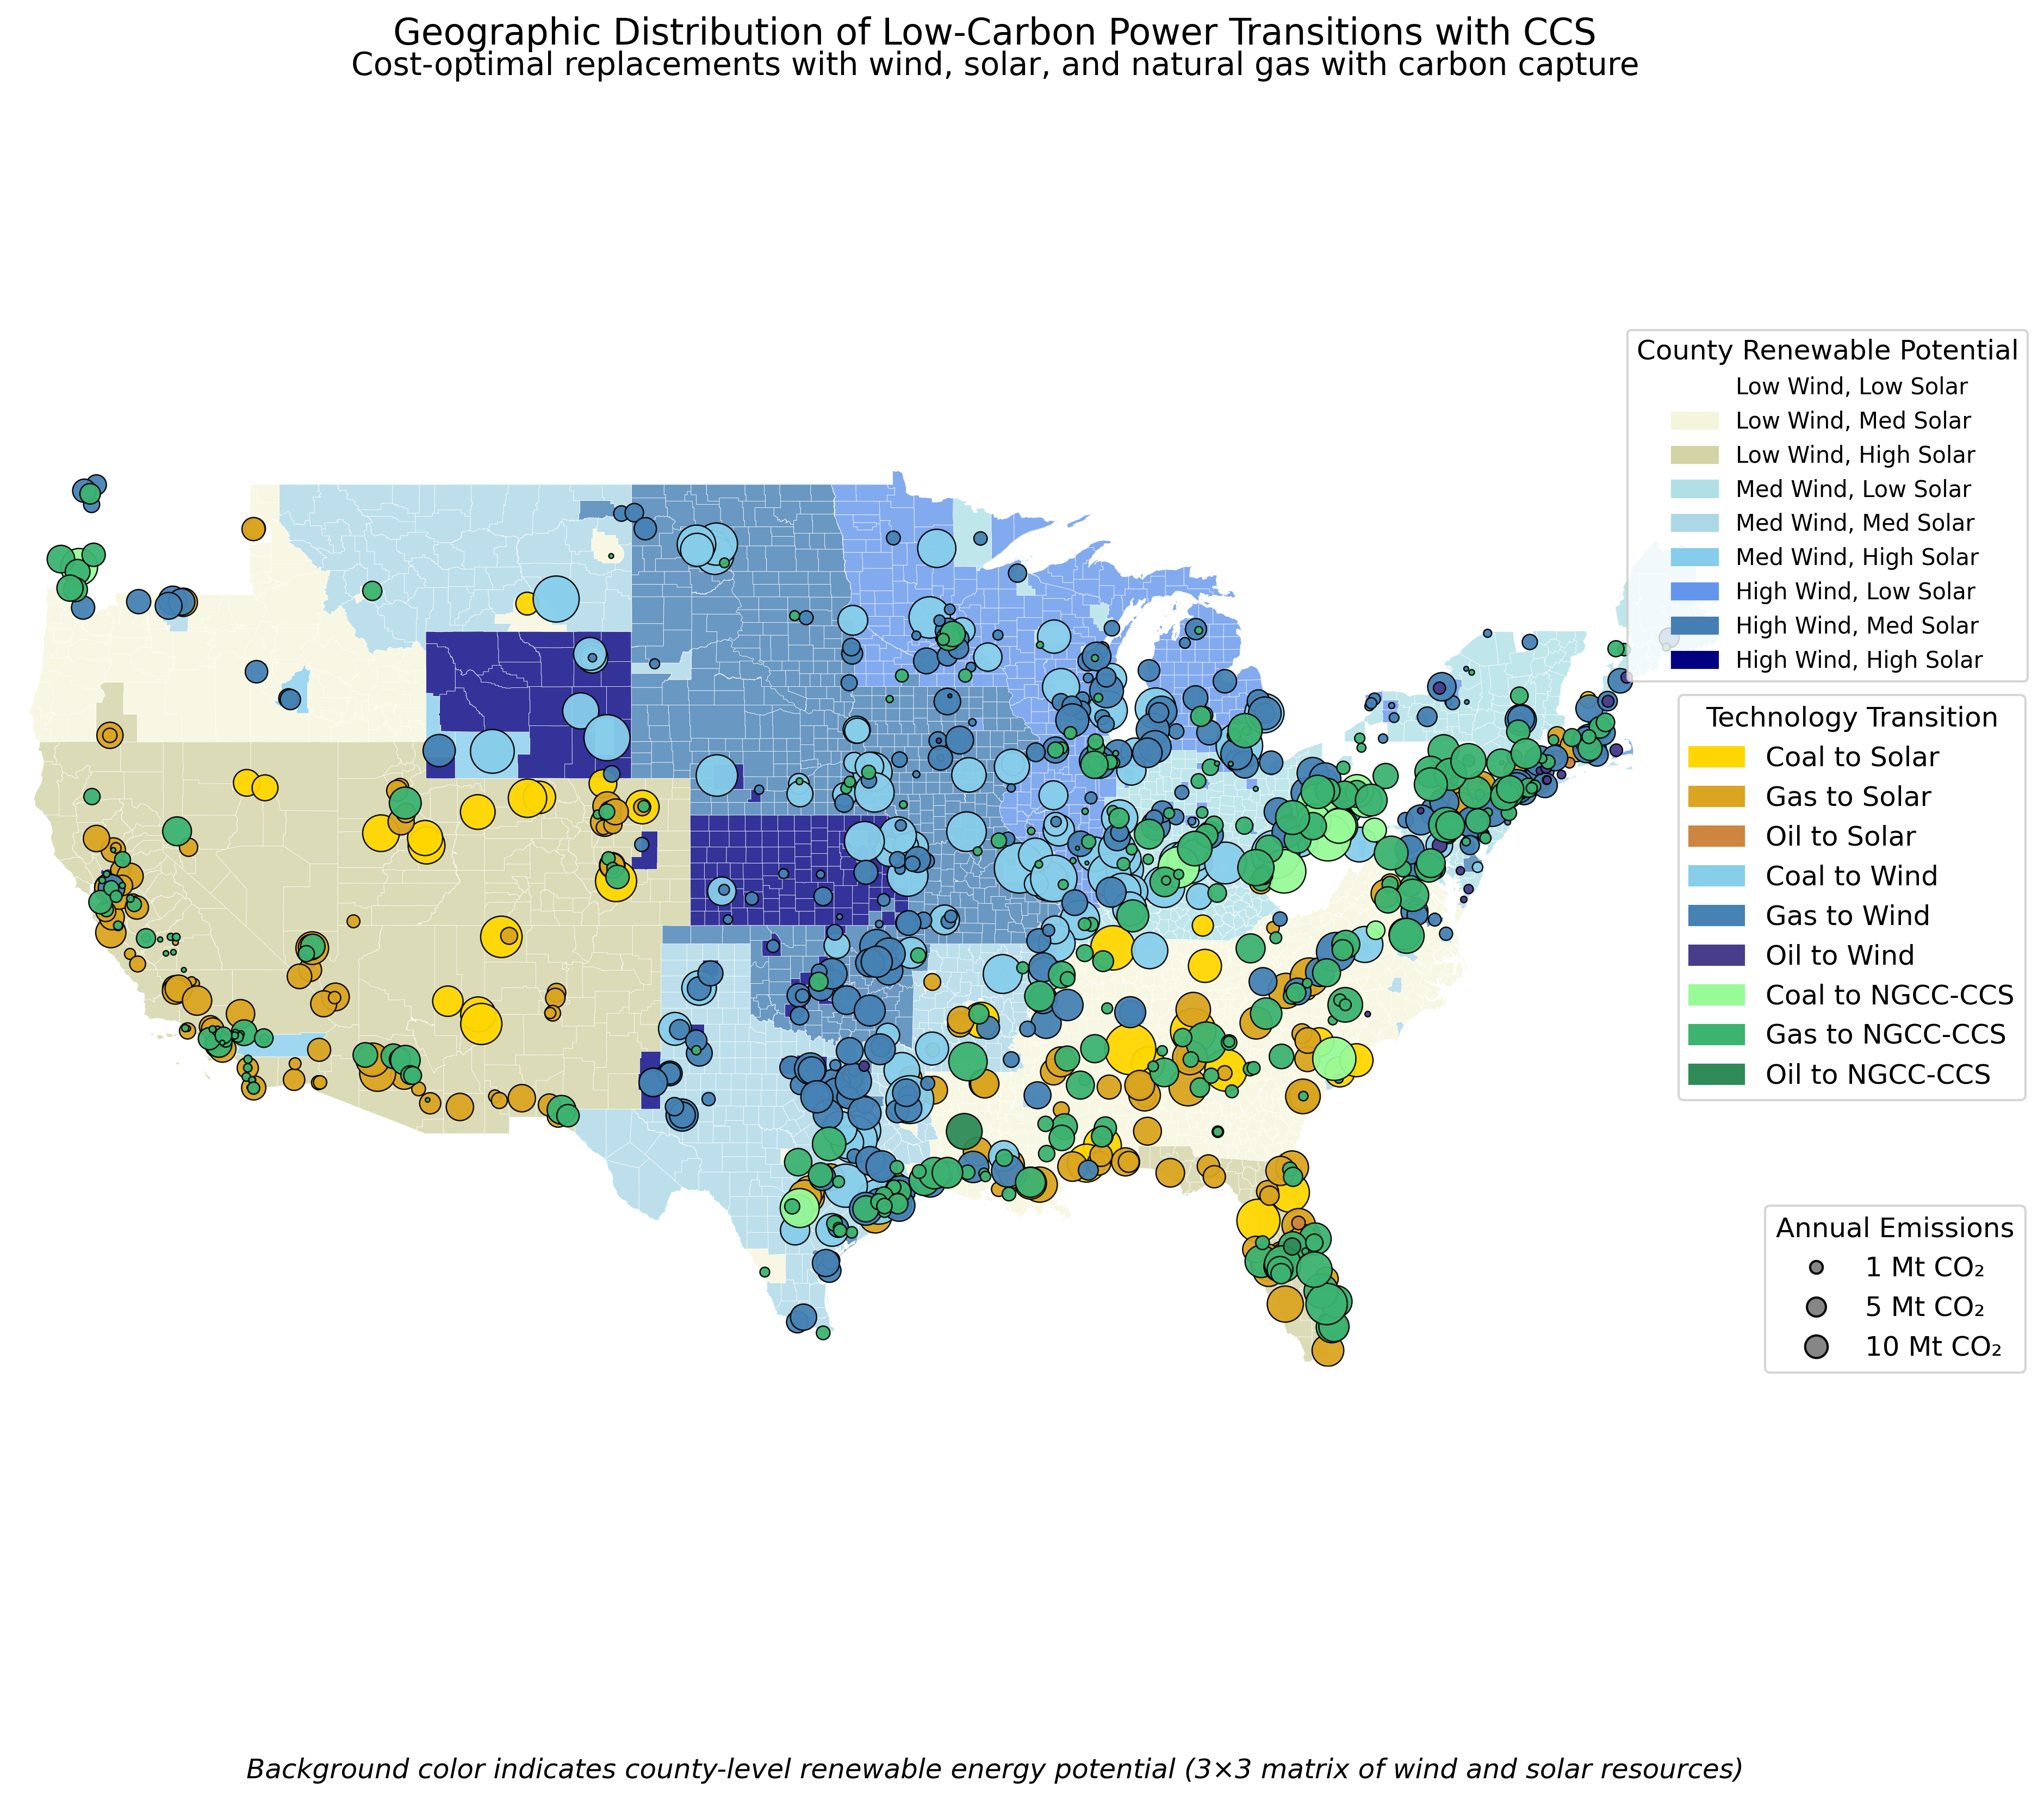 Geographic Distribution of Low-Carbon Power Transitions with CCS
Cost-optimal replacements with wind, solar, and natural gas with carbon capture
County Renewable Potential
Low Wind, Low Solar
Low Wind, Med Solar
Low Wind, High Solar
Med Wind, Low Solar
Med Wind, Med Solar
Med Wind, High Solar
High Wind, Low Solar
High Wind, Med Solar
High Wind, High Solar
Technology Transition
Coal to Solar
Gas to Solar
Oil to Solar
Coal to Wind
Gas to Wind
Oil to Wind
Coal to NGCC-CCS
Gas to NGCC-CCS
Oil to NGCC-CCS
Annual Emissions
1 Mt CO₂
5 Mt CO₂
10 Mt CO₂
Background color indicates county-level renewable energy potential (3×3 matrix of wind and solar resources)